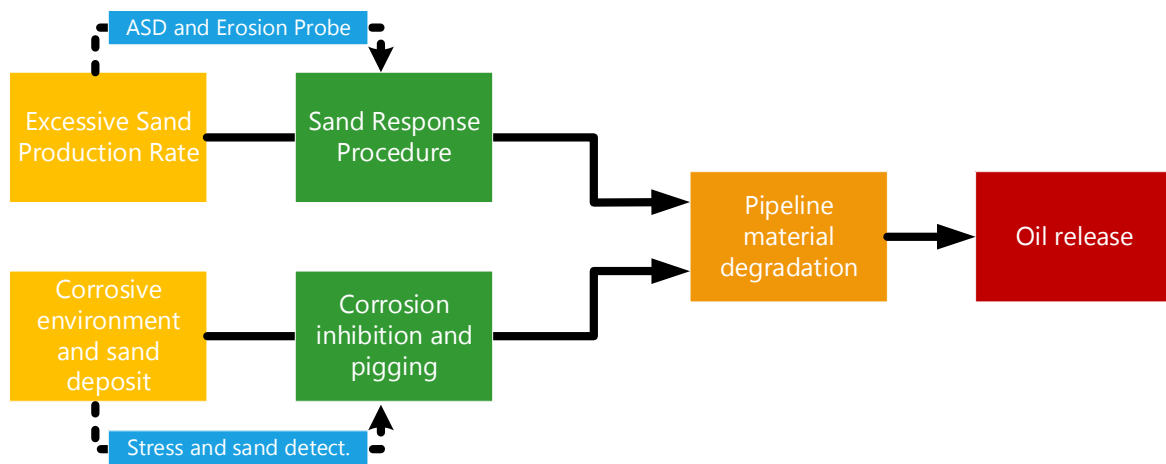 ASD and Erosion Probe
Excessive Sand
Production Rate
Sand Response
Procedure
Pipeline
material
degradation
Oil release
Corrosive
environment
and sand
deposit
Corrosion
inhibition and
pigging
Stress and sand detect.